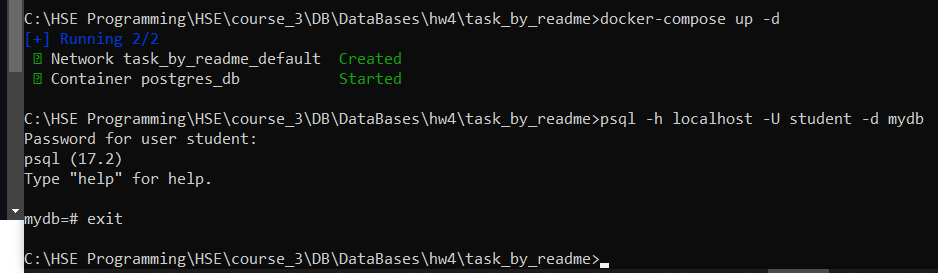 C:\HSE Programming\HSE\course_3\DB\DataBases\hw4\task_by_readme>docker-compose up -d
[+] Running 2/2
Network task_by_readme_default Created
Container postgres_db Started
C:\HSE Programming\HSE\course_3\DB\DataBases\hw4\task_by_readme>psql -h localhost -U student -d mydb
Password for user student:
psql (17.2)
Type "help" for help.
mydb=# exit
C:\HSE Programming\HSE\course_3\DB\DataBases\hw4\task_by_readme>